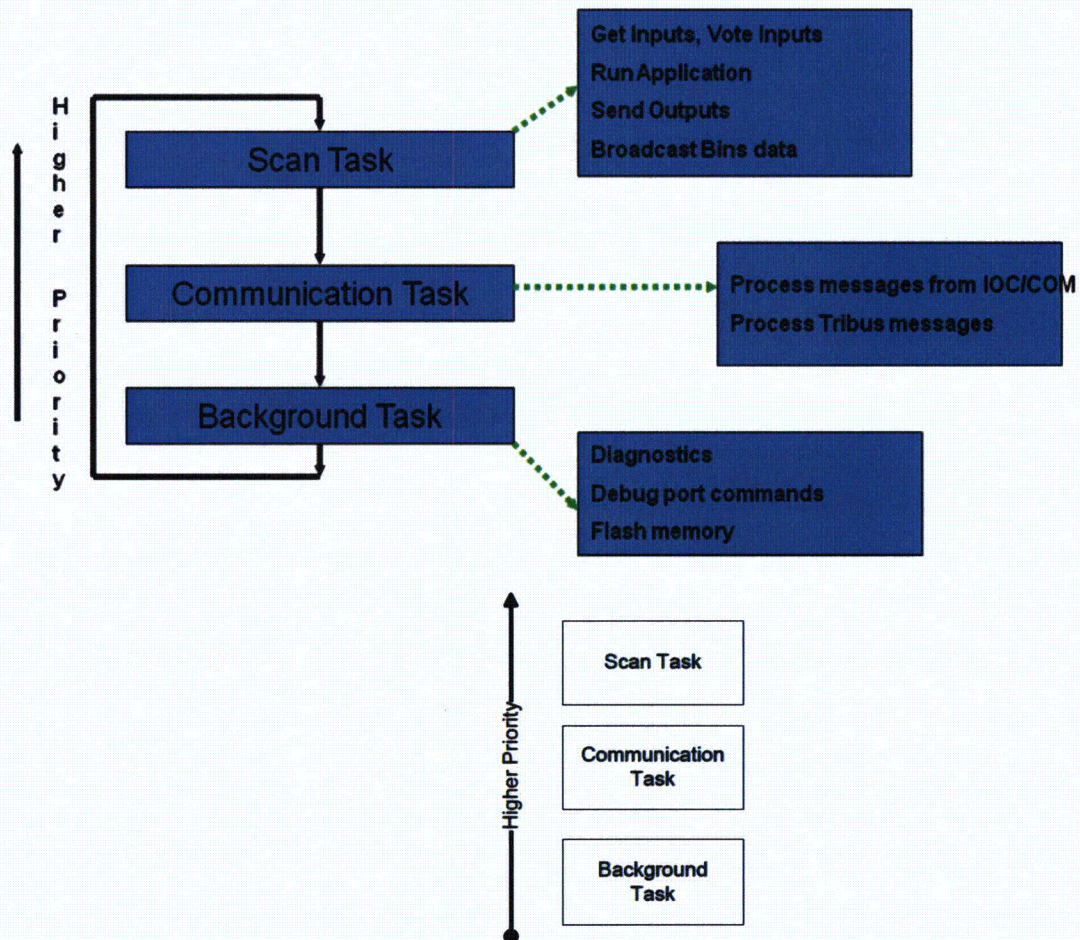 Get Inputs, Vote Inputs
Run Application
Send Outputs
Broadcast Bins data
Higher Priority
Scan Task
Communication Task
Process messages from IOC/COM
Process Tribus messages
Background Task
Diagnostics
Debug port commands
Flash memory
Higher Priority
Scan Task
Communication
Task
Background
Task